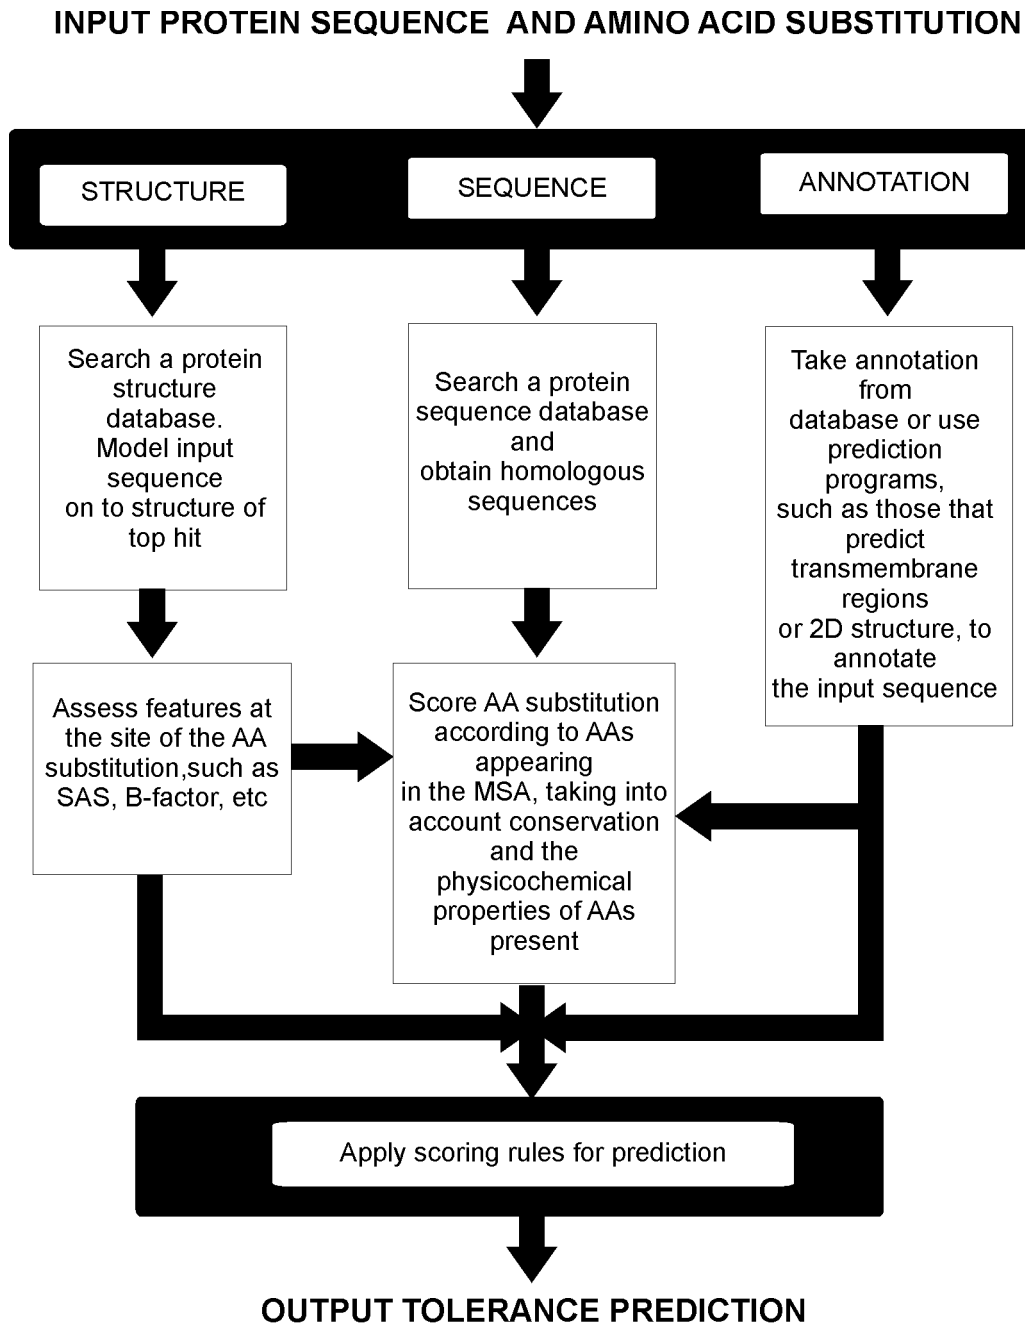 INPUT PROTEIN SEQUENCE AND AMINO ACID SUBSTITUTION
STRUCTURE
SEQUENCE
ANNOTATION
Search a protein
structure
database.
Model input
sequence
on to structure of
top hit
Search a protein
sequence database
and
obtain homologous
sequences
Take annotation
from
database or use
prediction
programs,
such as those that
predict
transmembrane
regions
or 2D structure, to
annotate
the input sequence
Assess features at
the site of the AA
substitution,such as
SAS, B-factor, etc
Score AA substitution
according to AAs
appearing
in the MSA, taking into
account conservation
and the
physicochemical
properties of AAs
present
Apply scoring rules for prediction
OUTPUT TOLERANCE PREDICTION